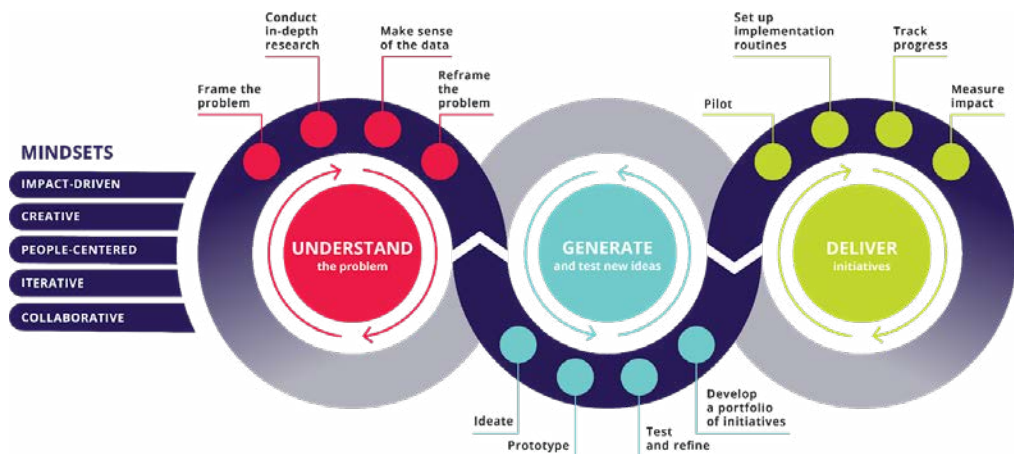 MINDSETS
IMPACT-DRIVEN
CREATIVE
PEOPLE-CENTERED
ITERATIVE
COLLABORATIVE
Frame the
problem
Conduct
in-depth
research
Make sense
of the data
Reframe
the
problem
UNDERSTAND
the problem
Ideate
Prototype
Test
and refine
Develop
a portfolio
of initiatives
GENERATE
and test new ideas
Pilot
Set up
implementation
routines
Track
progress
Measure
impact
DELIVER
initiatives